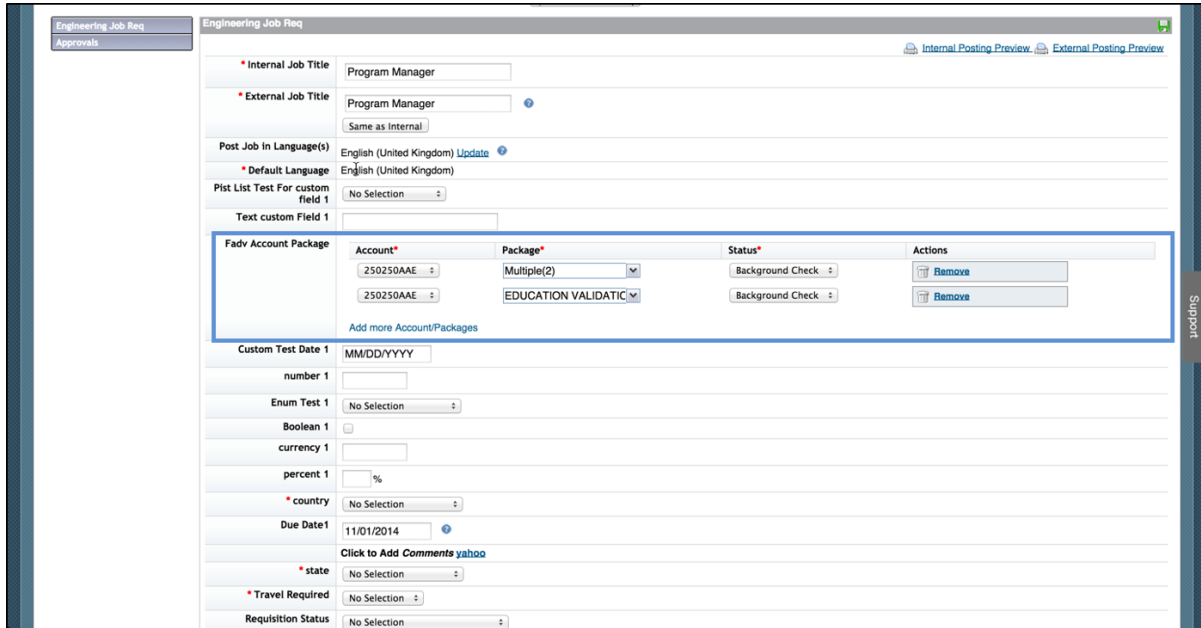 Engineering Job Req
Approvals
Engineering Job Req
Internal Posting Preview External Posting Preview
* Internal Job Title Program Manager
* External Job Title Program Manager
Same as Internal
Post Job in Language(s) English (United Kingdom) Update
* Default Language English (United Kingdom)
Pist List Test For custom
field 1 No Selection
Text custom Field 1
Fadv Account Package
Account* Package* Status* Actions
250250AAE Multiple(2) Background Check Remove
250250AAE EDUCATION VALIDATIC Background Check Remove
Add more Account/Packages
Custom Test Date 1 MM/DD/YYYY
number 1
Enum Test 1 No Selection
Boolean 1
currency 1
percent 1 %
* country No Selection
Due Date1 11/01/2014
Click to Add Comments yahoo
* state No Selection
* Travel Required No Selection
Requisition Status No Selection
Support